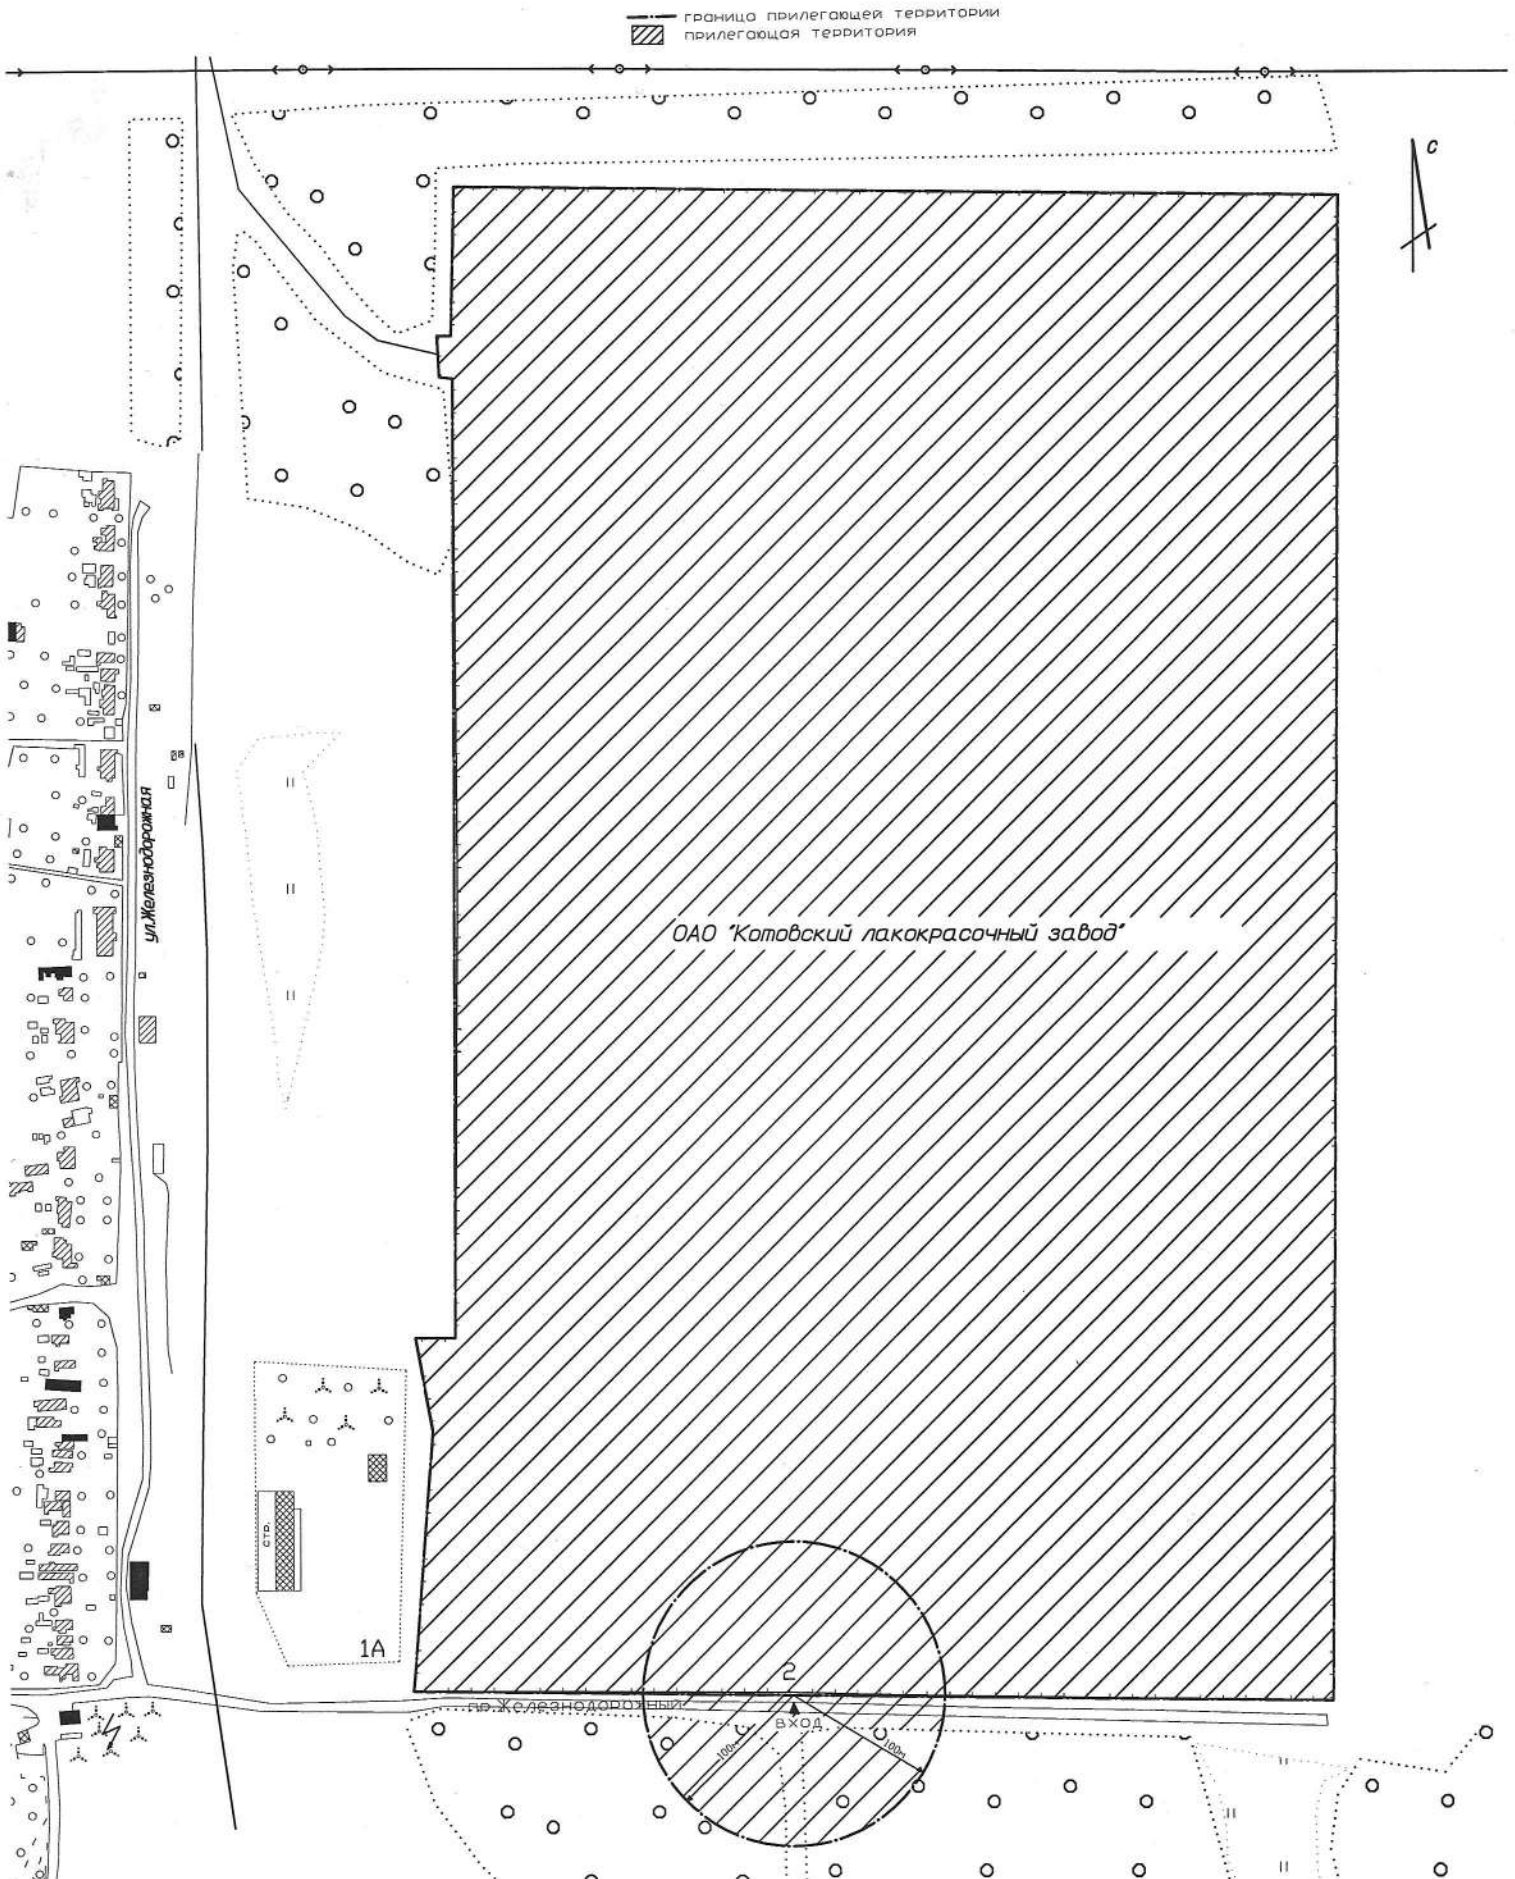 граница прилегающей территории
прилегающая территория
с
ул.Железнодорожная
ОАО "Котовский лакокрасочный завод"
стр.
1А
2
пр.Железнодорожный
вход
100м
100м